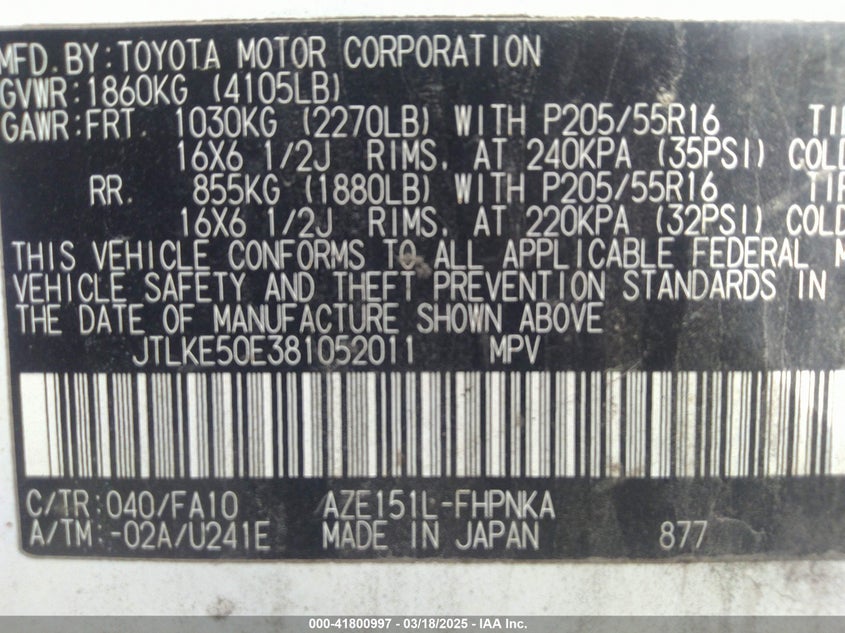 MFD. BY: TOYOTA MOTOR CORPORATION
GVWR: 1860KG (4105LB)
GAWR: FRT. 1030KG (2270LB) WITH P205/55R16 TI
16X6 1/2J RIMS, AT 240KPA (35PSI) COLD
RR. 855KG (1880LB) WITH P205/55R16 TI
16X6 1/2J RIMS, AT 220KPA (32PSI) COLD
THIS VEHICLE CONFORMS TO ALL APPLICABLE FEDERAL M
VEHICLE SAFETY AND THEFT PREVENTION STANDARDS IN
THE DATE OF MANUFACTURE SHOWN ABOVE
JTLKE50E381052011 MPV
C/TR: 040/FA10 AZE151L-FHPNKA
A/TM: -02A/U241E MADE IN JAPAN 877
000-41800997 - 03/18/2025 - IAA Inc.